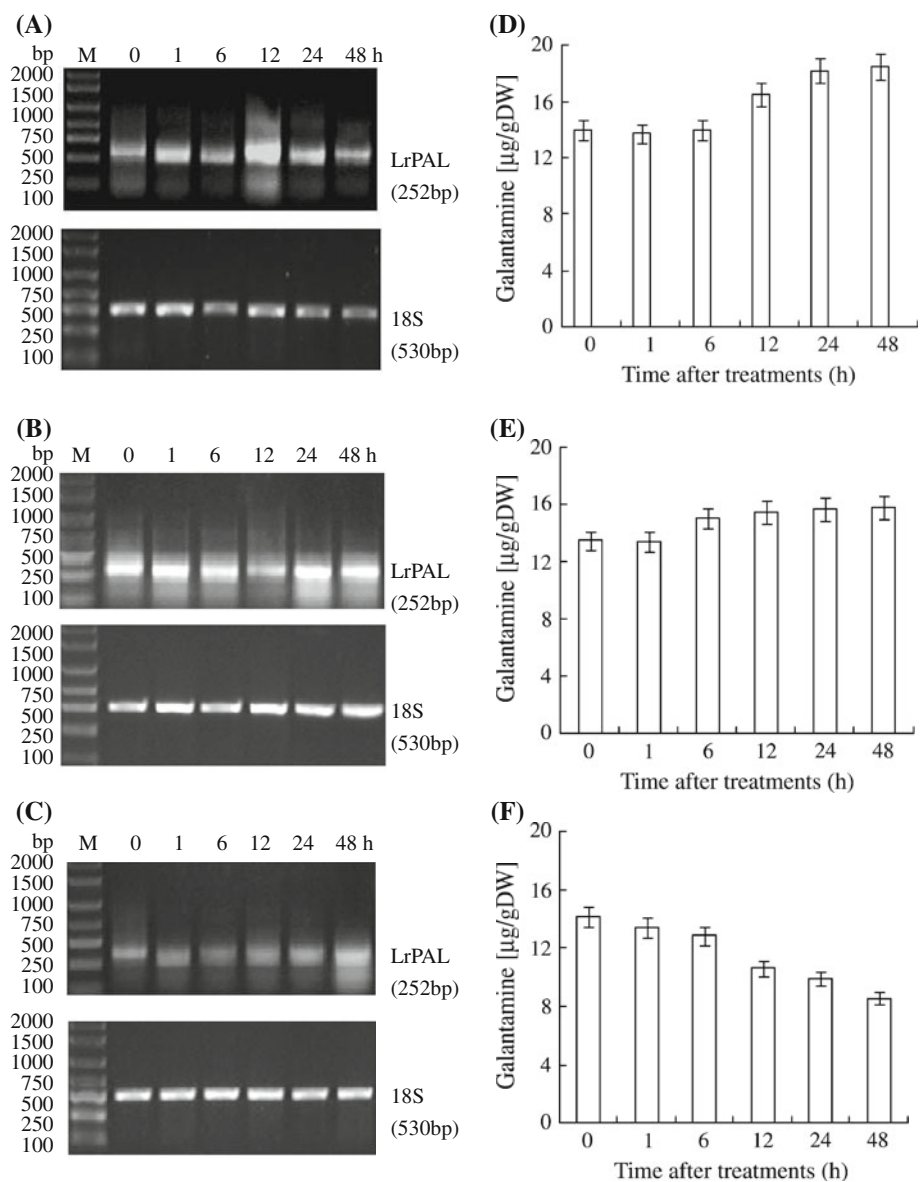 (A)
bp M 0 1 6 12 24 48 h
2000
1500
1000
750
500
250
100
LrPAL
(252bp)
2000
1500
1000
750
500
250
100
18S
(530bp)
(D)
Galantamine [µg/gDW]
20
16
12
8
4
0
0 1 6 12 24 48
Time after treatments (h)
(B)
bp M 0 1 6 12 24 48 h
2000
1500
1000
750
500
250
100
LrPAL
(252bp)
2000
1500
1000
750
500
250
100
18S
(530bp)
(E)
Galantamine [µg/gDW]
20
16
12
8
4
0
0 1 6 12 24 48
Time after treatments (h)
(C)
bp M 0 1 6 12 24 48 h
2000
1500
1000
750
500
250
100
LrPAL
(252bp)
2000
1500
1000
750
500
250
100
18S
(530bp)
(F)
Galantamine [µg/gDW]
20
16
12
8
4
0
0 1 6 12 24 48
Time after treatments (h)